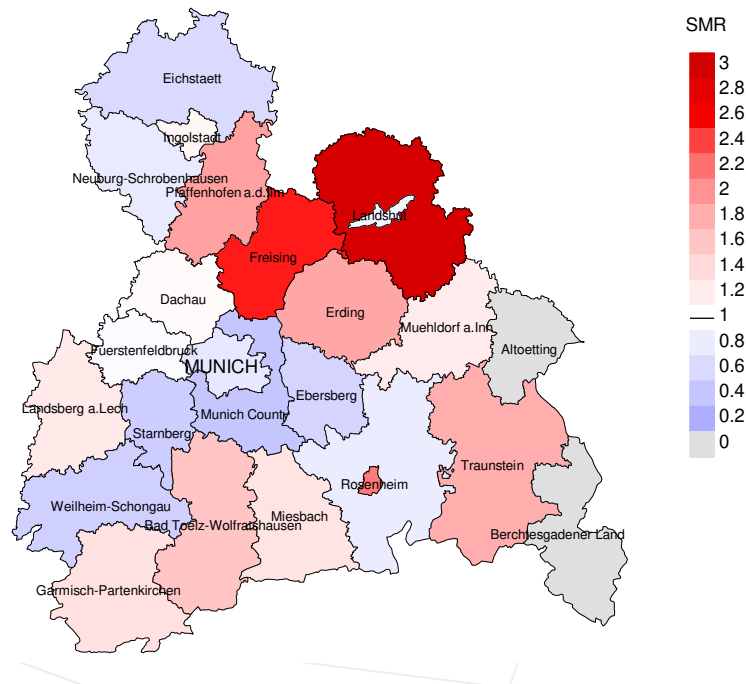 SMR
3
2.8
2.6
2.4
2.2
2
1.8
1.6
1.4
1.2
1
0.8
0.6
0.4
0.2
0
Eichstaett
Ingolstadt
Neuburg-Schrobenhausen
Pfaffenhofen a.d.Ilm
Landshut
Freising
Dachau
Erding
Muehldorf a.Inn
Altoetting
Fuerstenfeldbruck
MUNICH
Ebersberg
Landsberg a.Lech
Munich County
Starnberg
Traunstein
Rosenheim
Weilheim-Schongau
Miesbach
Bad Toelz-Wolfratshausen
Berchtesgadener Land
Garmisch-Partenkirchen